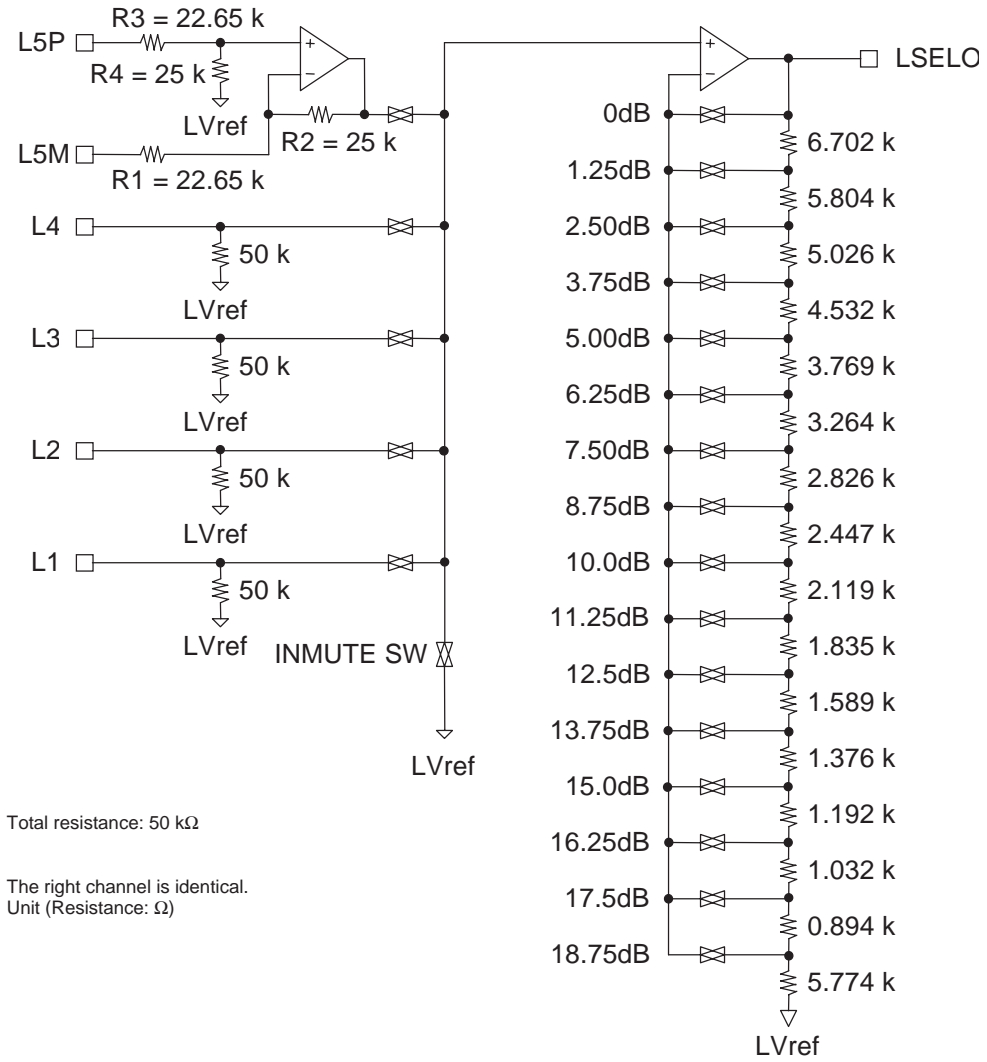 R3 = 22.65 k
L5P
R4 = 25 k
LVref
R2 = 25 k
L5M
R1 = 22.65 k
L4
50 k
LVref
L3
50 k
LVref
L2
50 k
LVref
L1
50 k
LVref
INMUTE SW
LVref
Total resistance: 50 kΩ
The right channel is identical.
Unit (Resistance: Ω)
LSELO
0dB
6.702 k
1.25dB
5.804 k
2.50dB
5.026 k
3.75dB
4.532 k
5.00dB
3.769 k
6.25dB
3.264 k
7.50dB
2.826 k
8.75dB
2.447 k
10.0dB
2.119 k
11.25dB
1.835 k
12.5dB
1.589 k
13.75dB
1.376 k
15.0dB
1.192 k
16.25dB
1.032 k
17.5dB
0.894 k
18.75dB
5.774 k
LVref